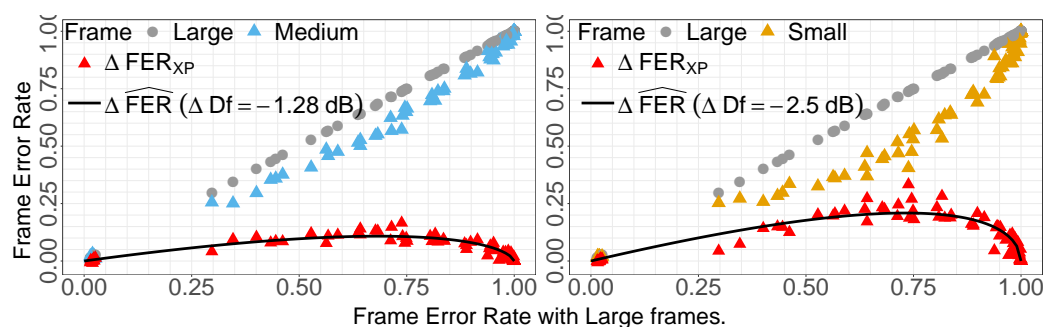 Frame Large Medium
Δ FER_XP
Δ FER (Δ Df = −1.28 dB)
Frame Large Small
Δ FER_XP
Δ FER (Δ Df = −2.5 dB)
Frame Error Rate
0.00 0.25 0.50 0.75 1.00
0.00 0.25 0.50 0.75 1.00
0.00 0.25 0.50 0.75 1.00
0.00 0.25 0.50 0.75 1.00
Frame Error Rate with Large frames.